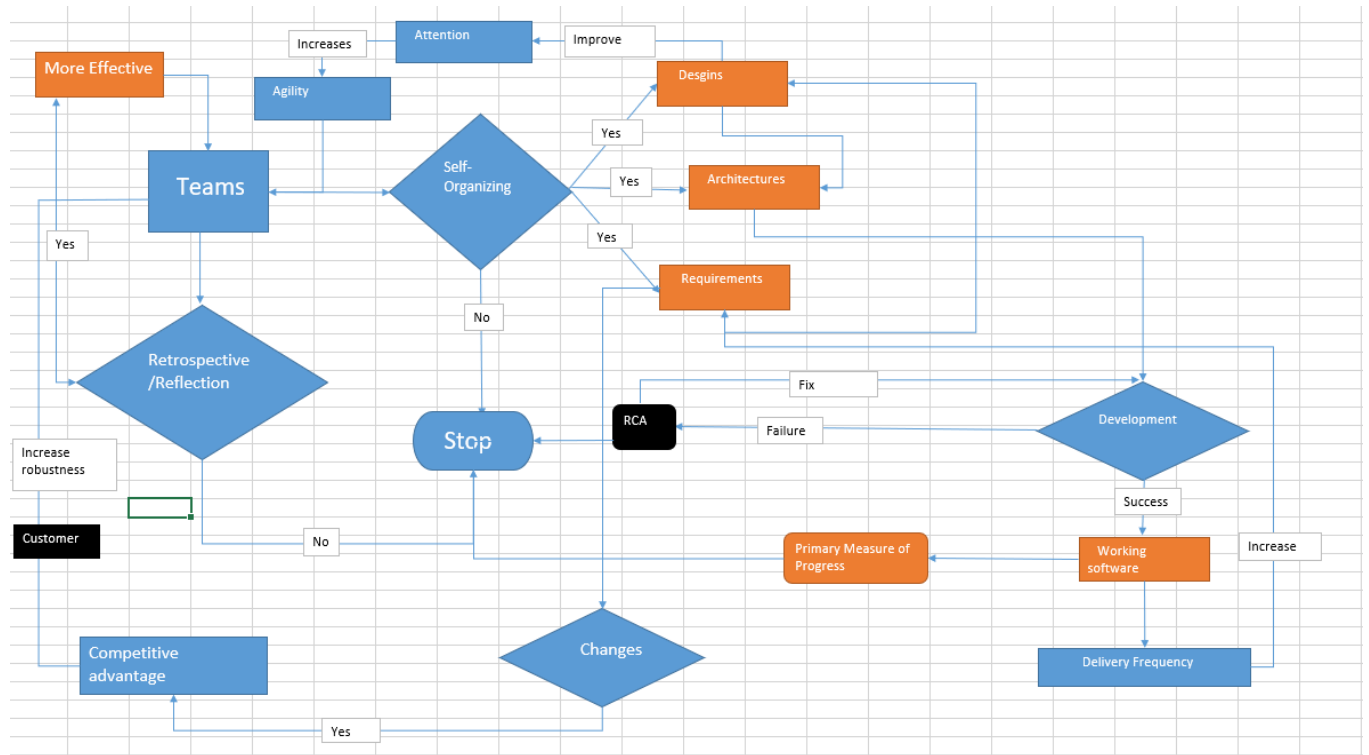 Attention
Increases
Improve
More Effective
Desgins
Agility
Yes
Self-
Organizing
Teams
Yes
Architectures
Yes
Yes
Requirements
No
Retrospective
/Reflection
Fix
RCA
Failure
Development
Stop
Increase
robustness
Success
Customer
No
Primary Measure of
Progress
Working
software
Increase
Competitive
advantage
Changes
Delivery Frequency
Yes